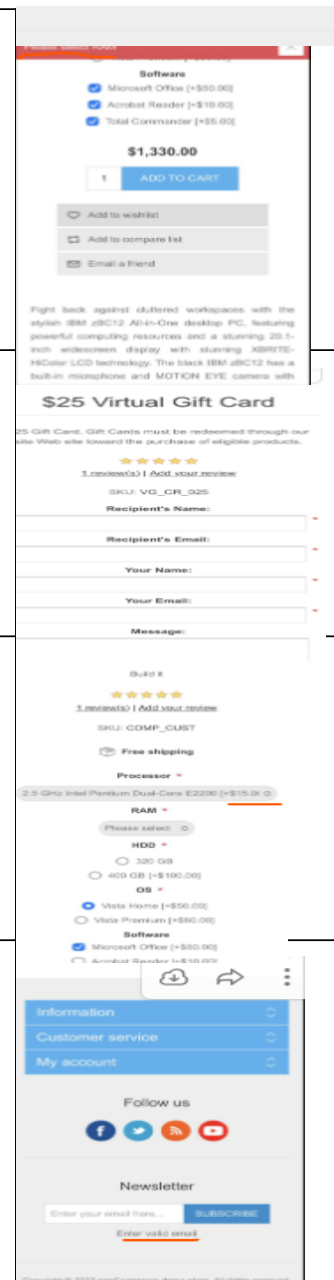 Please select RAM
Software
Microsoft Office [+$50.00]
Acrobat Reader [+$10.00]
Total Commander [+$5.00]
$1,330.00
1 ADD TO CART
Add to wishlist
Add to compare list
Email a friend
Fight back against cluttered workspaces with the
stylish IBM zBC12 All-in-One desktop PC, featuring
powerful computing resources and a stunning 20.1-
inch widescreen display with stunning XBRITE-
HiColor LCD technology. The black IBM zBC12 has a
built-in microphone and MOTION EYE camera with
$25 Virtual Gift Card
25 Gift Card. Gift Cards must be redeemed through our
site Web site toward the purchase of eligible products.
1 review(s) | Add your review
SKU: VG_CR_025
Recipient's Name:
*
Recipient's Email:
*
Your Name:
*
Your Email:
*
Message:
Build it
1 review(s) | Add your review
SKU: COMP_CUST
Free shipping
Processor *
2.5 GHz Intel Pentium Dual-Core E2200 [+$15.0
RAM *
Please select
HDD *
320 GB
400 GB [+$100.00]
OS *
Vista Home [+$50.00]
Vista Premium [+$60.00]
Software
Microsoft Office [+$50.00]
Acrobat Reader [+$10.00]
Information
Customer service
My account
Follow us
Newsletter
Enter your email here... SUBSCRIBE
Enter valid email